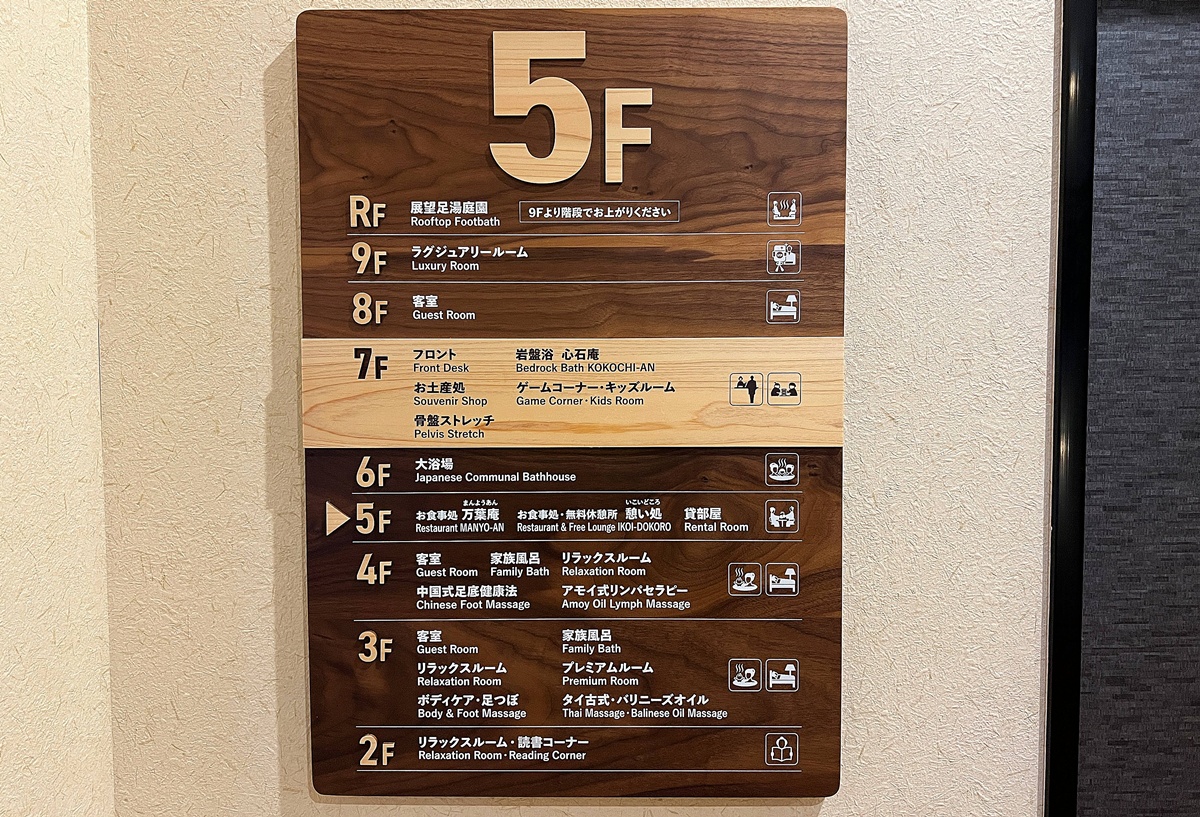 5F
RF 展望足湯庭園 9Fより階段でお上がりください
Rooftop Footbath
9F ラグジュアリールーム
Luxury Room
8F 客室
Guest Room
7F フロント 岩盤浴 心石庵
Front Desk Bedrock Bath KOKOCHI-AN
お土産処 ゲームコーナー・キッズルーム
Souvenir Shop Game Corner・Kids Room
骨盤ストレッチ
Pelvis Stretch
6F 大浴場
Japanese Communal Bathhouse
まんようあん いこいどころ
5F お食事処 万葉庵 お食事処・無料休憩所 憩い処 貸部屋
Restaurant MANYO-AN Restaurant & Free Lounge IKOI-DOKORO Rental Room
4F 客室 家族風呂 リラックスルーム
Guest Room Family Bath Relaxation Room
中国式足底健康法 アモイ式リンパセラピー
Chinese Foot Massage Amoy Oil Lymph Massage
3F 客室 家族風呂
Guest Room Family Bath
リラックスルーム プレミアムルーム
Relaxation Room Premium Room
ボディケア・足つぼ タイ古式・バリニーズオイル
Body & Foot Massage Thai Massage・Balinese Oil Massage
2F リラックスルーム・読書コーナー
Relaxation Room・Reading Corner